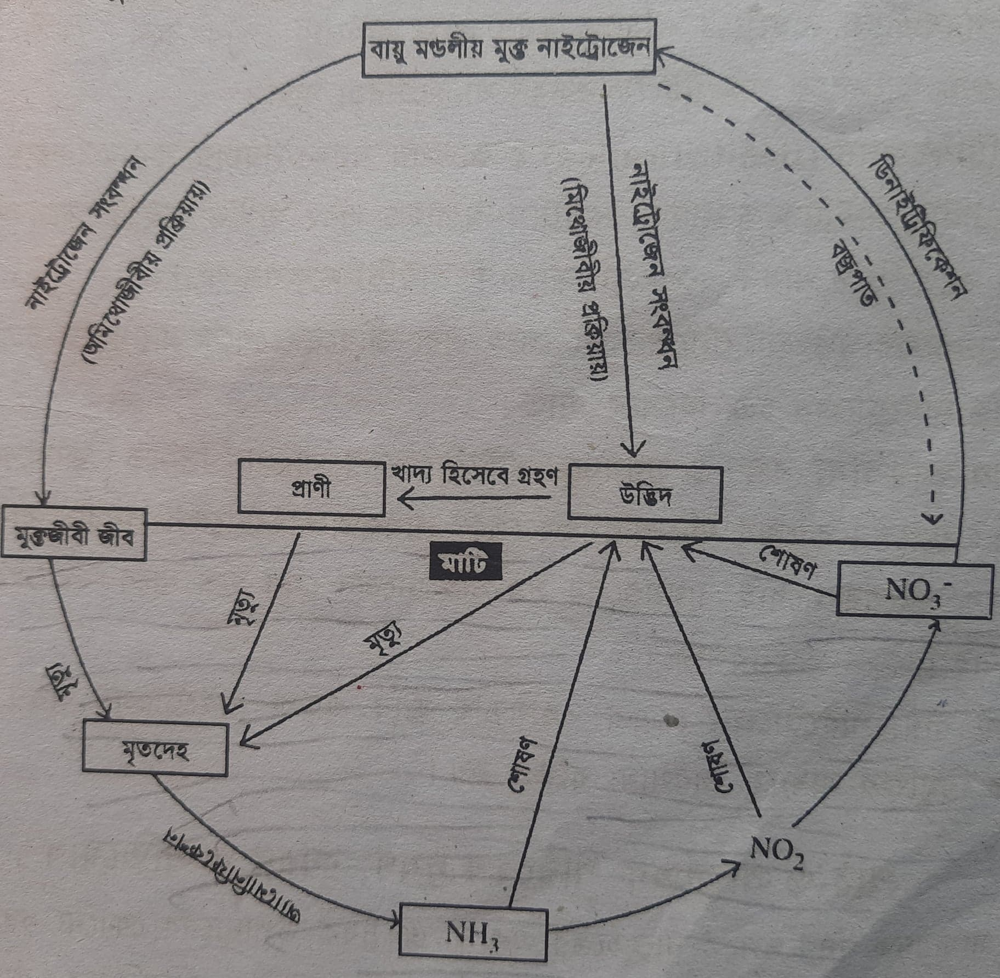 বায়ু মণ্ডলীয় মুক্ত নাইট্রোজেন
নাইট্রোজেন সংবন্ধন
(অমিথোজীবীয় প্রক্রিয়ায়)
নাইট্রোজেন সংবন্ধন
(মিথোজীবীয় প্রক্রিয়ায়)
ডিনাইট্রিফিকেশন
বজ্রপাত
প্রাণী
খাদ্য হিসেবে গ্রহণ
উদ্ভিদ
মুক্তজীবী জীব
মাটি
শোষণ
NO₃⁻
মৃত্যু
মৃত্যু
মৃত্যু
মৃতদেহ
শোষণ
শোষণ
অ্যামোনিফিকেশন
NO₂
NH₃